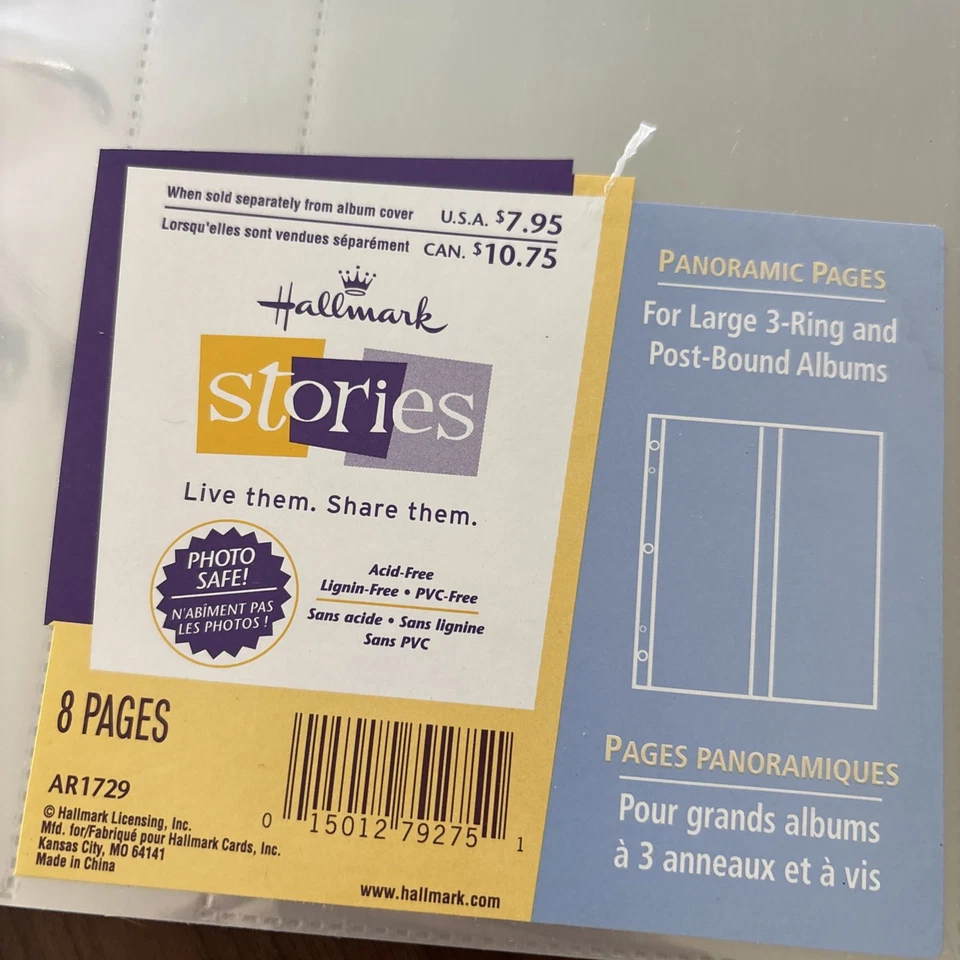 When sold separately from album cover U.S.A. $7.95
Lorsqu'elles sont vendues séparément CAN. $10.75
Hallmark
stories
Live them. Share them.
PHOTO
SAFE!
N'ABÎMENT PAS
LES PHOTOS !
Acid-Free
Lignin-Free • PVC-Free
Sans acide • Sans lignine
Sans PVC
8 PAGES
AR1729
© Hallmark Licensing, Inc.
Mfd. for/Fabriqué pour Hallmark Cards, Inc.
Kansas City, MO 64141
Made in China
0 15012 79275 1
www.hallmark.com
PANORAMIC PAGES
For Large 3-Ring and
Post-Bound Albums
PAGES PANORAMIQUES
Pour grands albums
à 3 anneaux et à vis